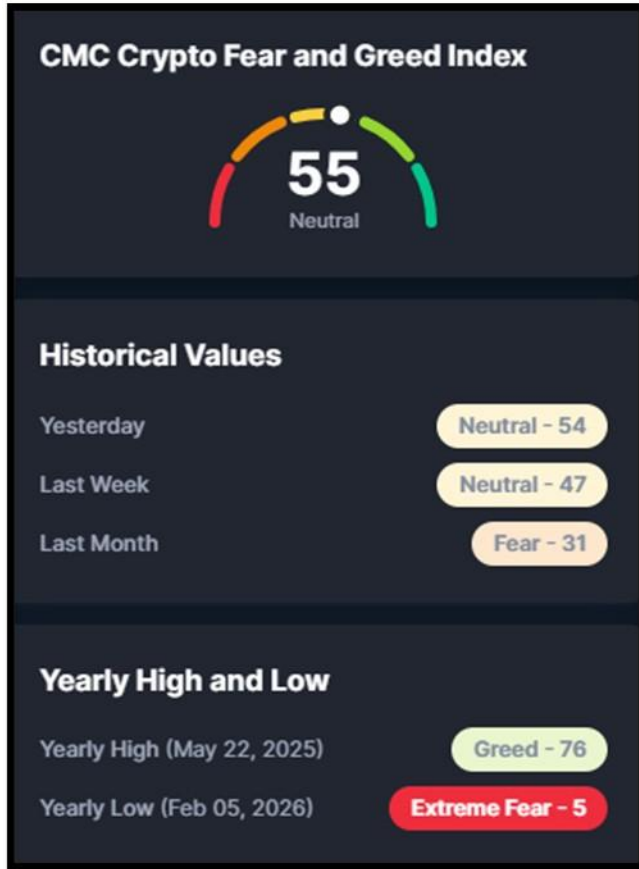 CMC Crypto Fear and Greed Index
55
Neutral
Historical Values
Yesterday Neutral - 54
Last Week Neutral - 47
Last Month Fear - 31
Yearly High and Low
Yearly High (May 22, 2025) Greed - 76
Yearly Low (Feb 05, 2026) Extreme Fear - 5